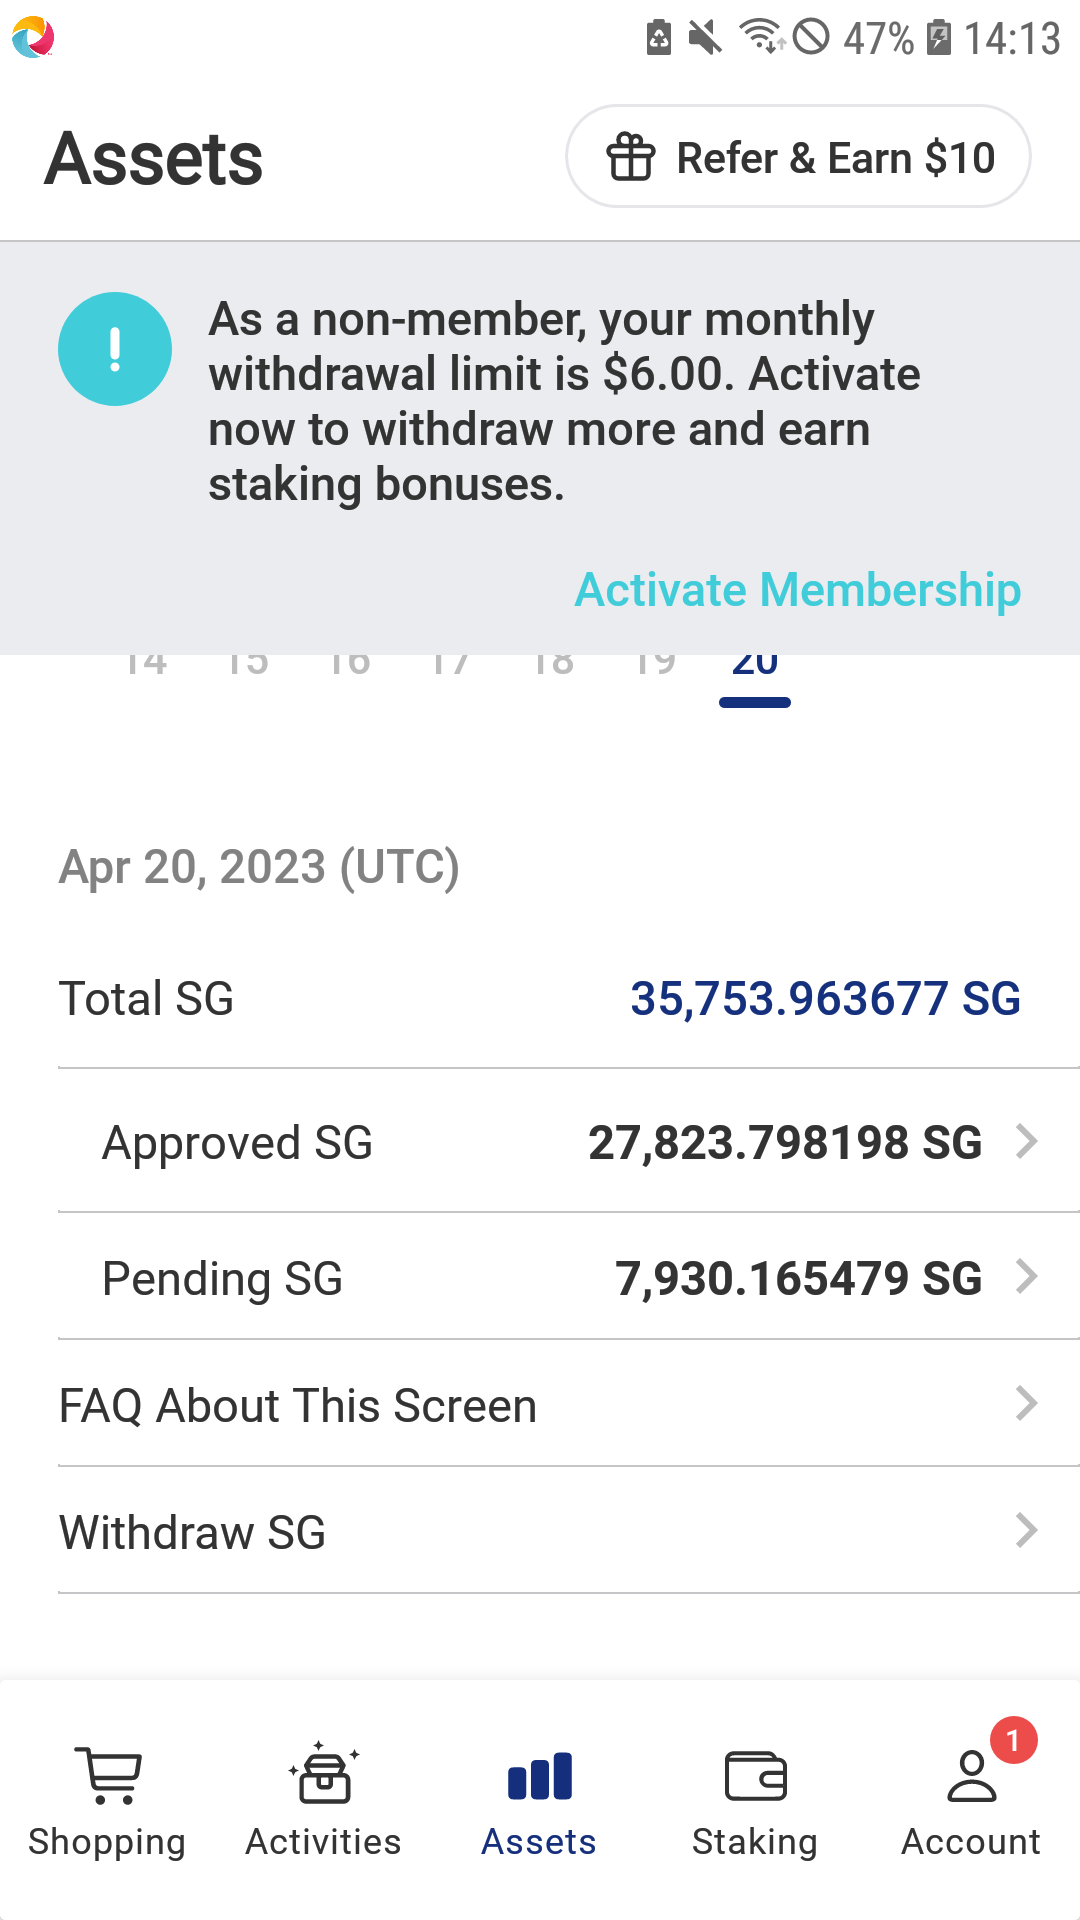 47% 14:13
Assets
Refer & Earn $10
As a non-member, your monthly
withdrawal limit is $6.00. Activate
now to withdraw more and earn
staking bonuses.
Activate Membership
14 15 16 17 18 19 20
Apr 20, 2023 (UTC)
Total SG 35,753.963677 SG
Approved SG 27,823.798198 SG
Pending SG 7,930.165479 SG
FAQ About This Screen
Withdraw SG
1
Shopping Activities Assets Staking Account